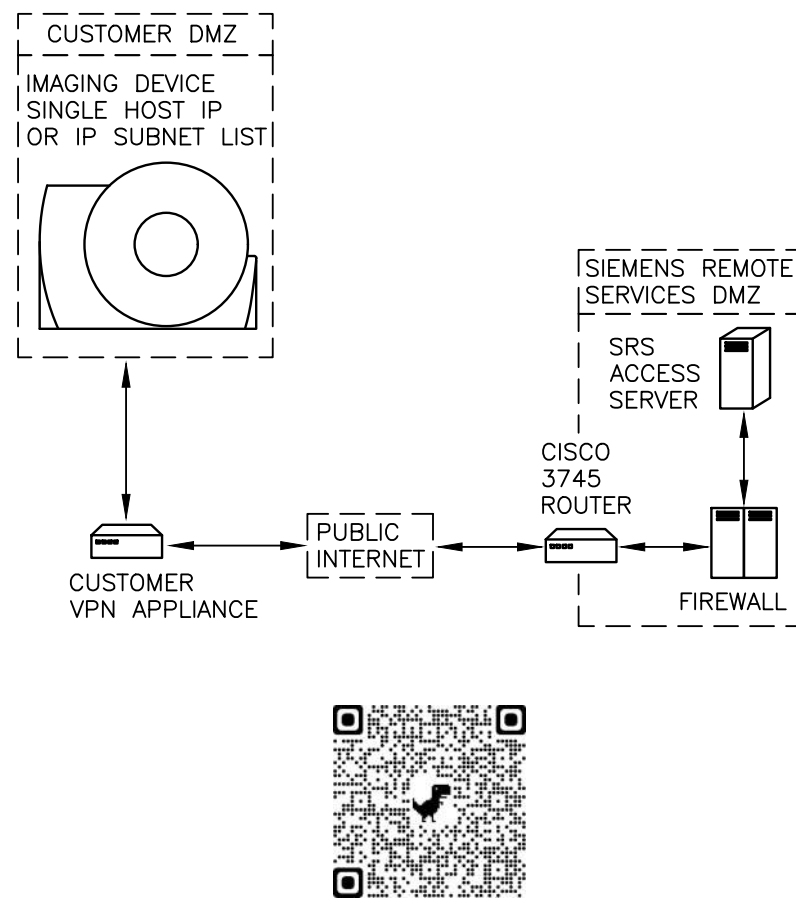 CUSTOMER DMZ
IMAGING DEVICE
SINGLE HOST IP
OR IP SUBNET LIST
SIEMENS REMOTE
SERVICES DMZ
SRS
ACCESS
SERVER
CISCO
3745
ROUTER
PUBLIC
INTERNET
CUSTOMER
VPN APPLIANCE
FIREWALL